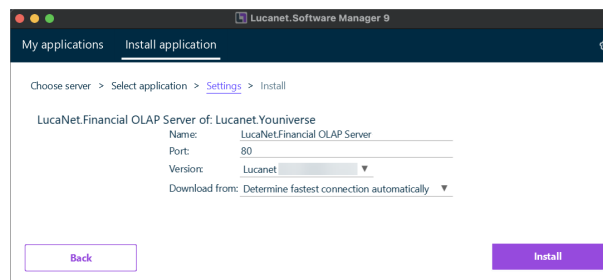 Lucanet.Software Manager 9
My applications Install application
Choose server > Select application > Settings > Install
LucaNet.Financial OLAP Server of: Lucanet.Youniverse
Name: LucaNet.Financial OLAP Server
Port: 80
Version: Lucanet
Download from: Determine fastest connection automatically
Back Install